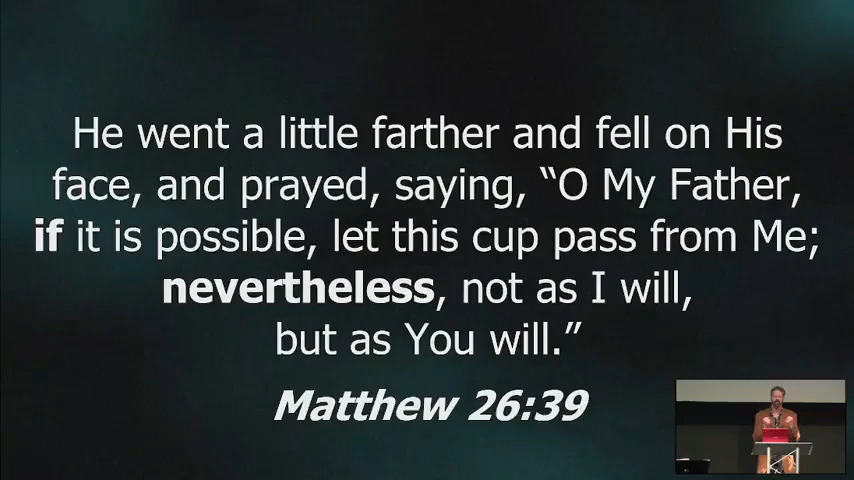 He went a little farther and fell on His
face, and prayed, saying, “O My Father,
if it is possible, let this cup pass from Me;
nevertheless, not as I will,
but as You will.”
Matthew 26:39